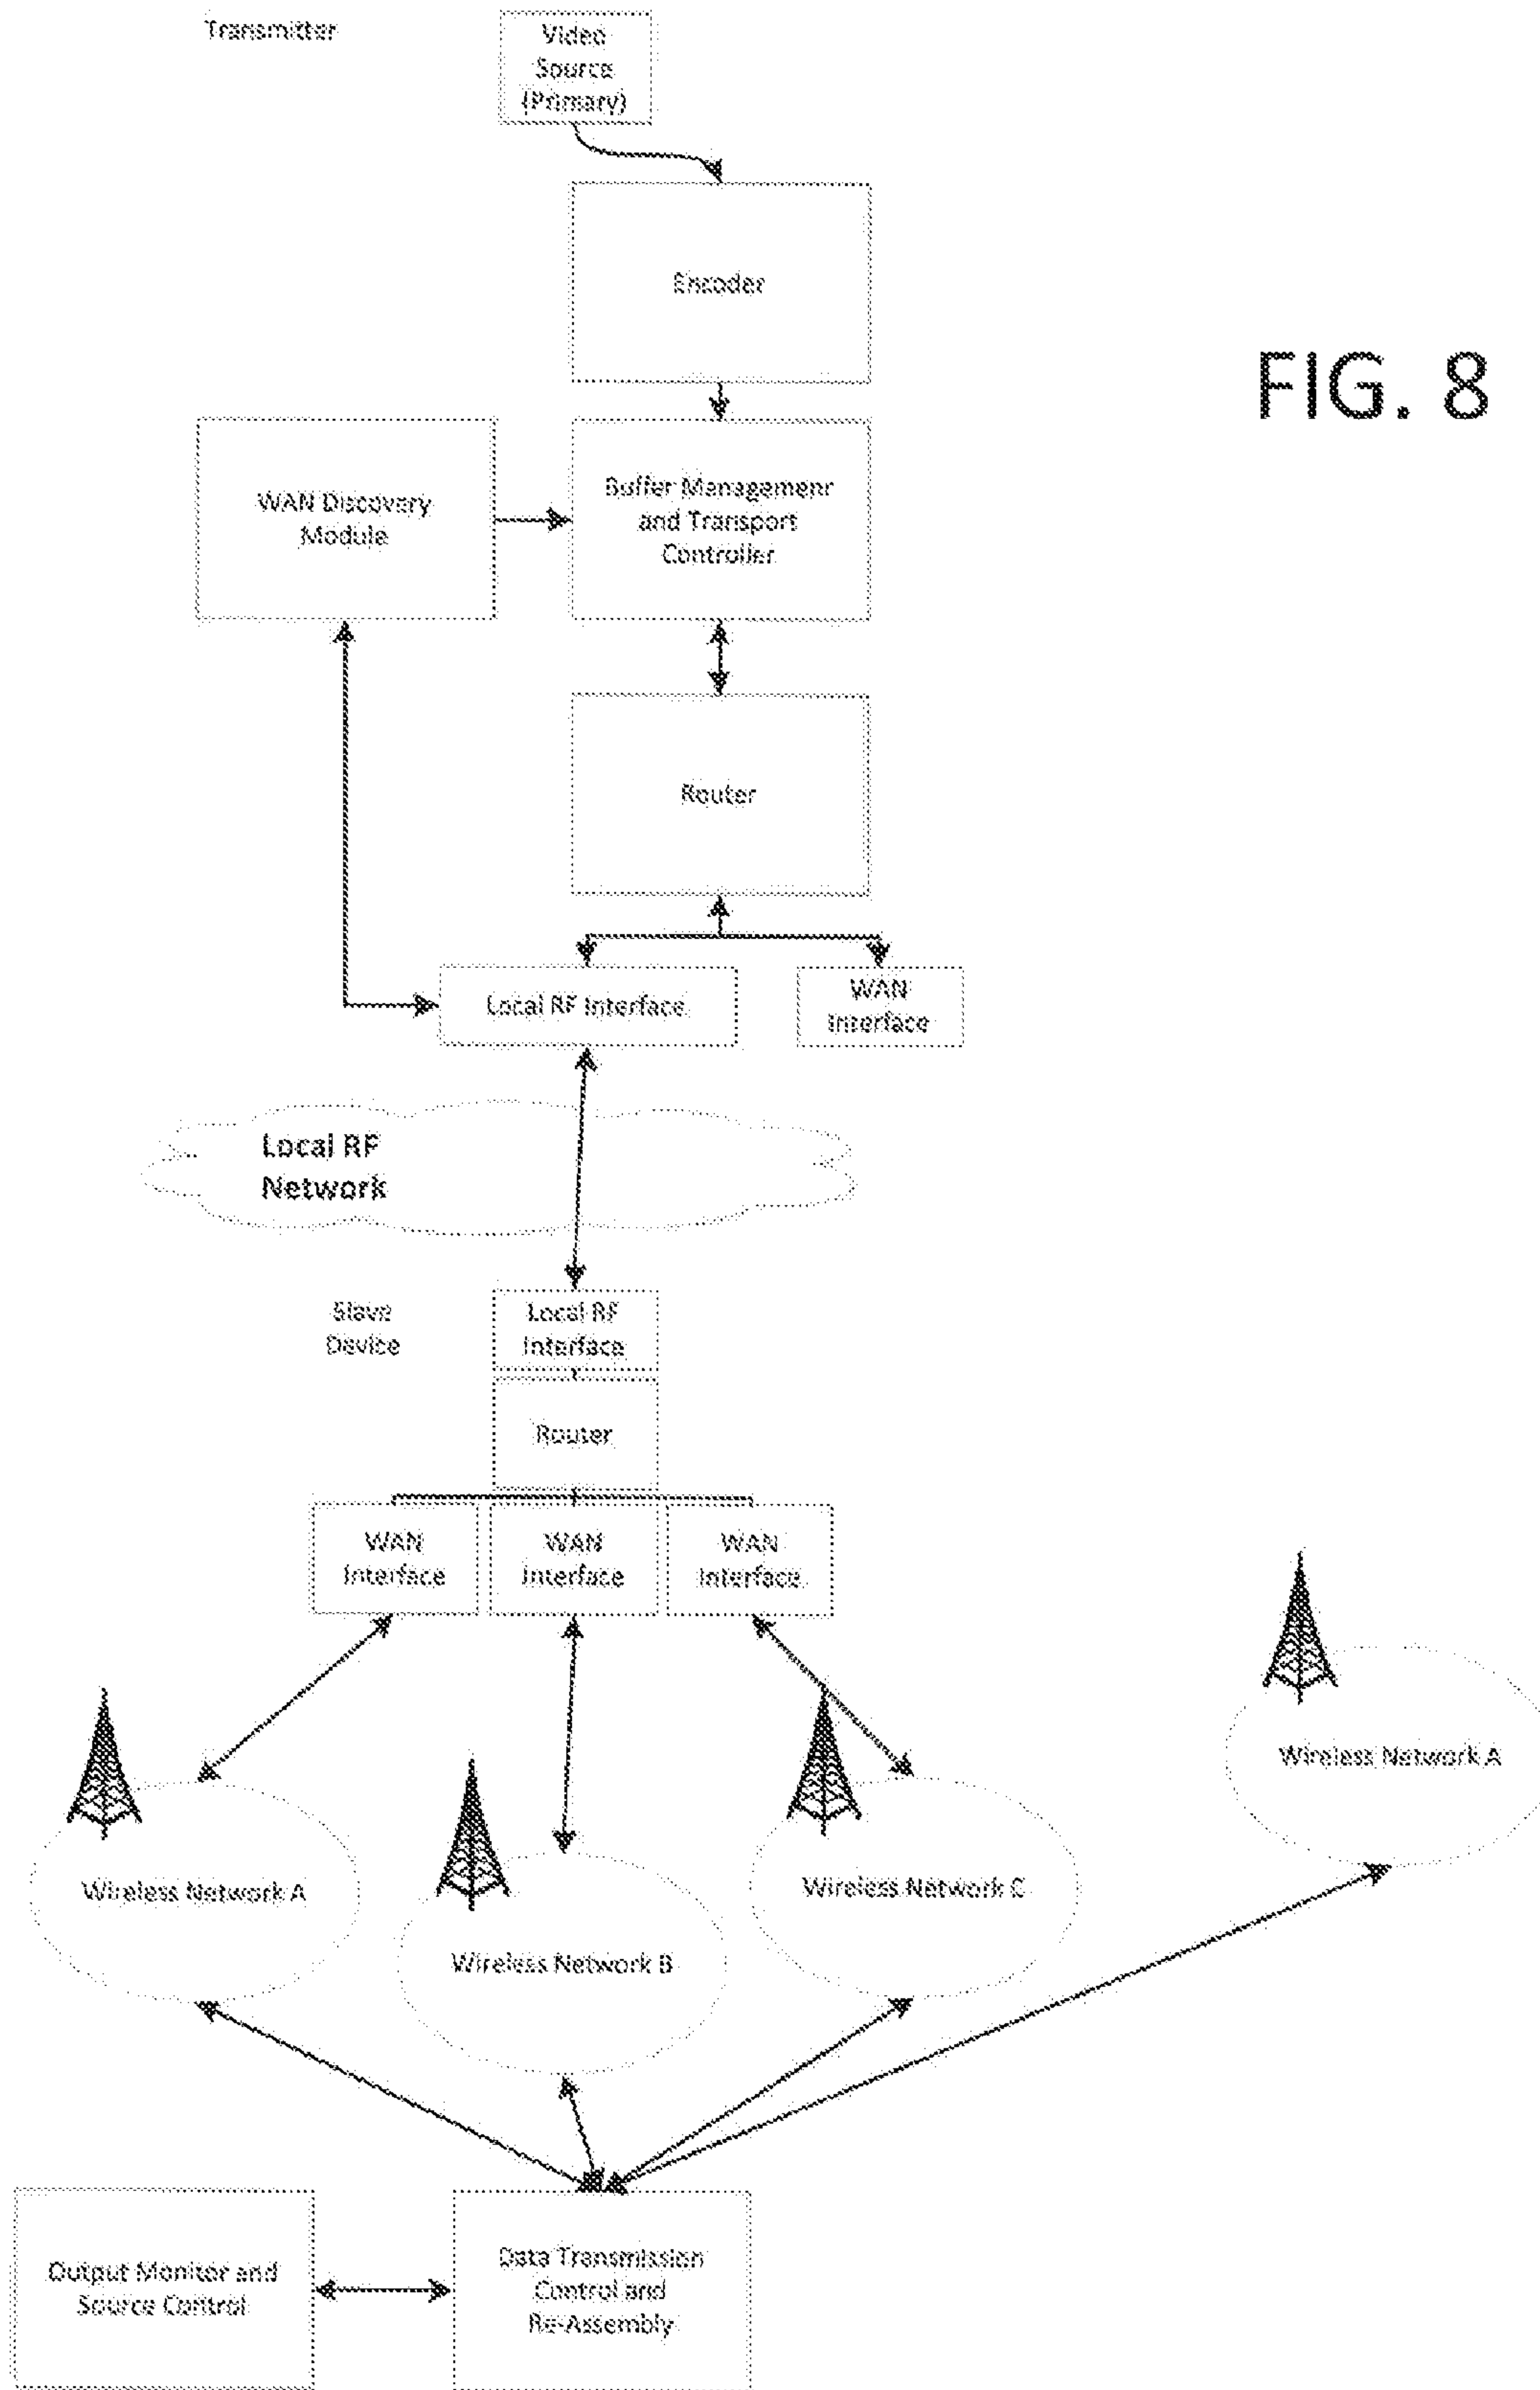 Transmitter
Video
Source
(Primary)
Encoder
FIG. 8
WAN Discovery
Module
Buffer Management
and Transport
Controller
Router
Local RF Interface
WAN
Interface
Local RF
Network
Slave
Device
Local RF
Interface
Router
WAN
Interface
WAN
Interface
WAN
Interface
Wireless Network A
Wireless Network A
Wireless Network C
Wireless Network B
Output Monitor and
Source Control
Data Transmission
Control and
Re-Assembly